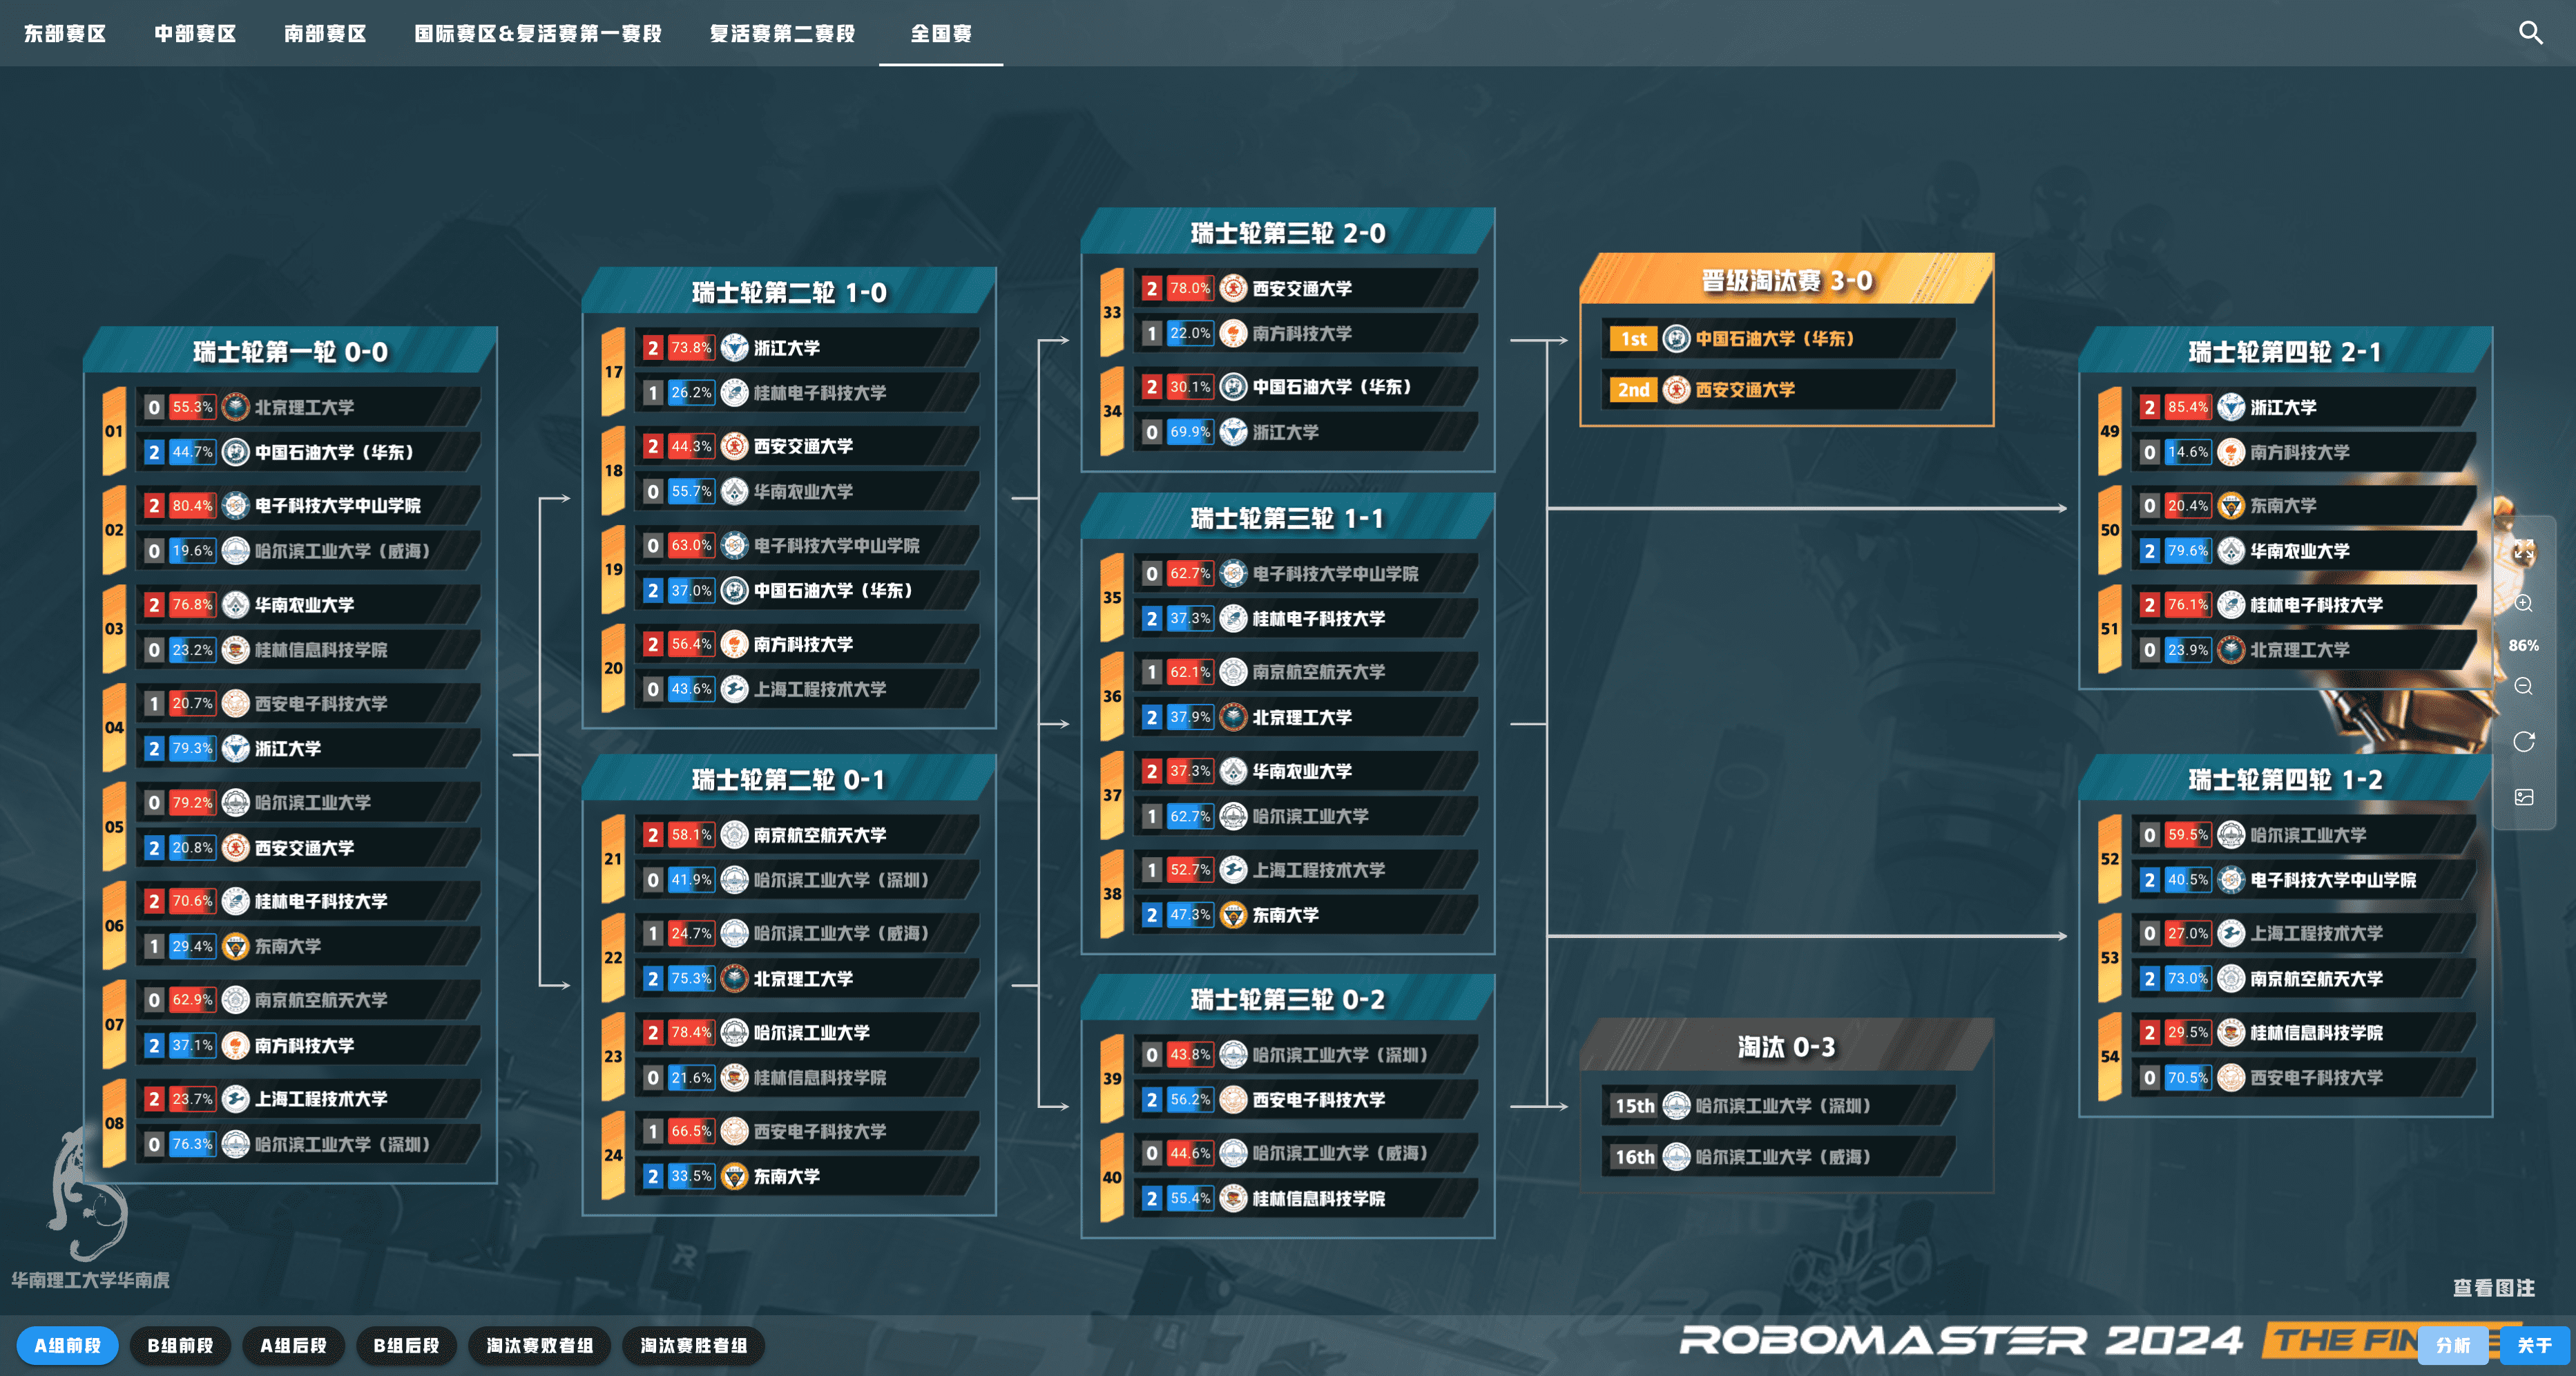 东部赛区 中部赛区 南部赛区 国际赛区&复活赛第一赛段 复活赛第二赛段 全国赛
瑞士轮第一轮 0-0
01
0 55.3% 北京理工大学
2 44.7% 中国石油大学（华东）
02
2 80.4% 电子科技大学中山学院
0 19.6% 哈尔滨工业大学（威海）
03
2 76.8% 华南农业大学
0 23.2% 桂林信息科技学院
04
1 20.7% 西安电子科技大学
2 79.3% 浙江大学
05
0 79.2% 哈尔滨工业大学
2 20.8% 西安交通大学
06
2 70.6% 桂林电子科技大学
1 29.4% 东南大学
07
0 62.9% 南京航空航天大学
2 37.1% 南方科技大学
08
2 23.7% 上海工程技术大学
0 76.3% 哈尔滨工业大学（深圳）
瑞士轮第二轮 1-0
17
2 73.8% 浙江大学
1 26.2% 桂林电子科技大学
18
2 44.3% 西安交通大学
0 55.7% 华南农业大学
19
0 63.0% 电子科技大学中山学院
2 37.0% 中国石油大学（华东）
20
2 56.4% 南方科技大学
0 43.6% 上海工程技术大学
瑞士轮第二轮 0-1
21
2 58.1% 南京航空航天大学
0 41.9% 哈尔滨工业大学（深圳）
22
1 24.7% 哈尔滨工业大学（威海）
2 75.3% 北京理工大学
23
2 78.4% 哈尔滨工业大学
0 21.6% 桂林信息科技学院
24
1 66.5% 西安电子科技大学
2 33.5% 东南大学
瑞士轮第三轮 2-0
33
2 78.0% 西安交通大学
1 22.0% 南方科技大学
34
2 30.1% 中国石油大学（华东）
0 69.9% 浙江大学
瑞士轮第三轮 1-1
35
0 62.7% 电子科技大学中山学院
2 37.3% 桂林电子科技大学
36
1 62.1% 南京航空航天大学
2 37.9% 北京理工大学
37
2 37.3% 华南农业大学
1 62.7% 哈尔滨工业大学
38
1 52.7% 上海工程技术大学
2 47.3% 东南大学
瑞士轮第三轮 0-2
39
0 43.8% 哈尔滨工业大学（深圳）
2 56.2% 西安电子科技大学
40
0 44.6% 哈尔滨工业大学（威海）
2 55.4% 桂林信息科技学院
晋级淘汰赛 3-0
1st 中国石油大学（华东）
2nd 西安交通大学
淘汰 0-3
15th 哈尔滨工业大学（深圳）
16th 哈尔滨工业大学（威海）
瑞士轮第四轮 2-1
49
2 85.4% 浙江大学
0 14.6% 南方科技大学
50
0 20.4% 东南大学
2 79.6% 华南农业大学
51
2 76.1% 桂林电子科技大学
0 23.9% 北京理工大学
瑞士轮第四轮 1-2
52
0 59.5% 哈尔滨工业大学
2 40.5% 电子科技大学中山学院
53
0 27.0% 上海工程技术大学
2 73.0% 南京航空航天大学
54
2 29.5% 桂林信息科技学院
0 70.5% 西安电子科技大学
86%
华南理工大学华南虎
查看图注
A组前段 B组前段 A组后段 B组后段 淘汰赛败者组 淘汰赛胜者组
ROBOMASTER 2024 THE FIN
分析 关于